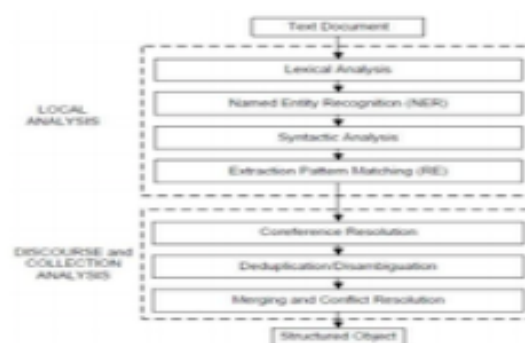 Text Document
Lexical Analysis
Named Entity Recognition (NER)
LOCAL
ANALYSIS
Syntactic Analysis
Extraction Pattern Matching (RE)
Coreference Resolution
DISCOURSE and
COLLECTION
ANALYSIS
Deduplication/Disambiguation
Merging and Conflict Resolution
Structured Object